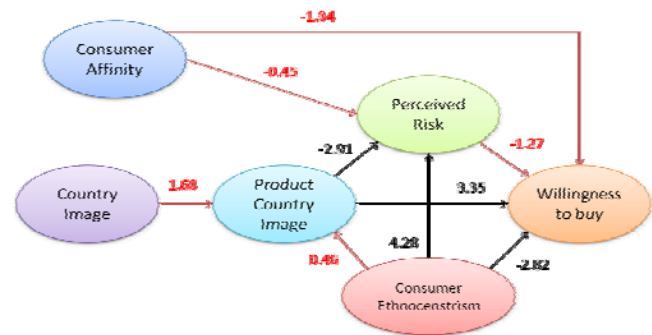 -1.34
Consumer
Affinity
-0.45
Perceived
Risk
-2.91
-1.27
Country
Image
1.68
Product
Country
Image
3.35
Willingness
to buy
4.28
0.46
-2.82
Consumer
Ethnocenstrism